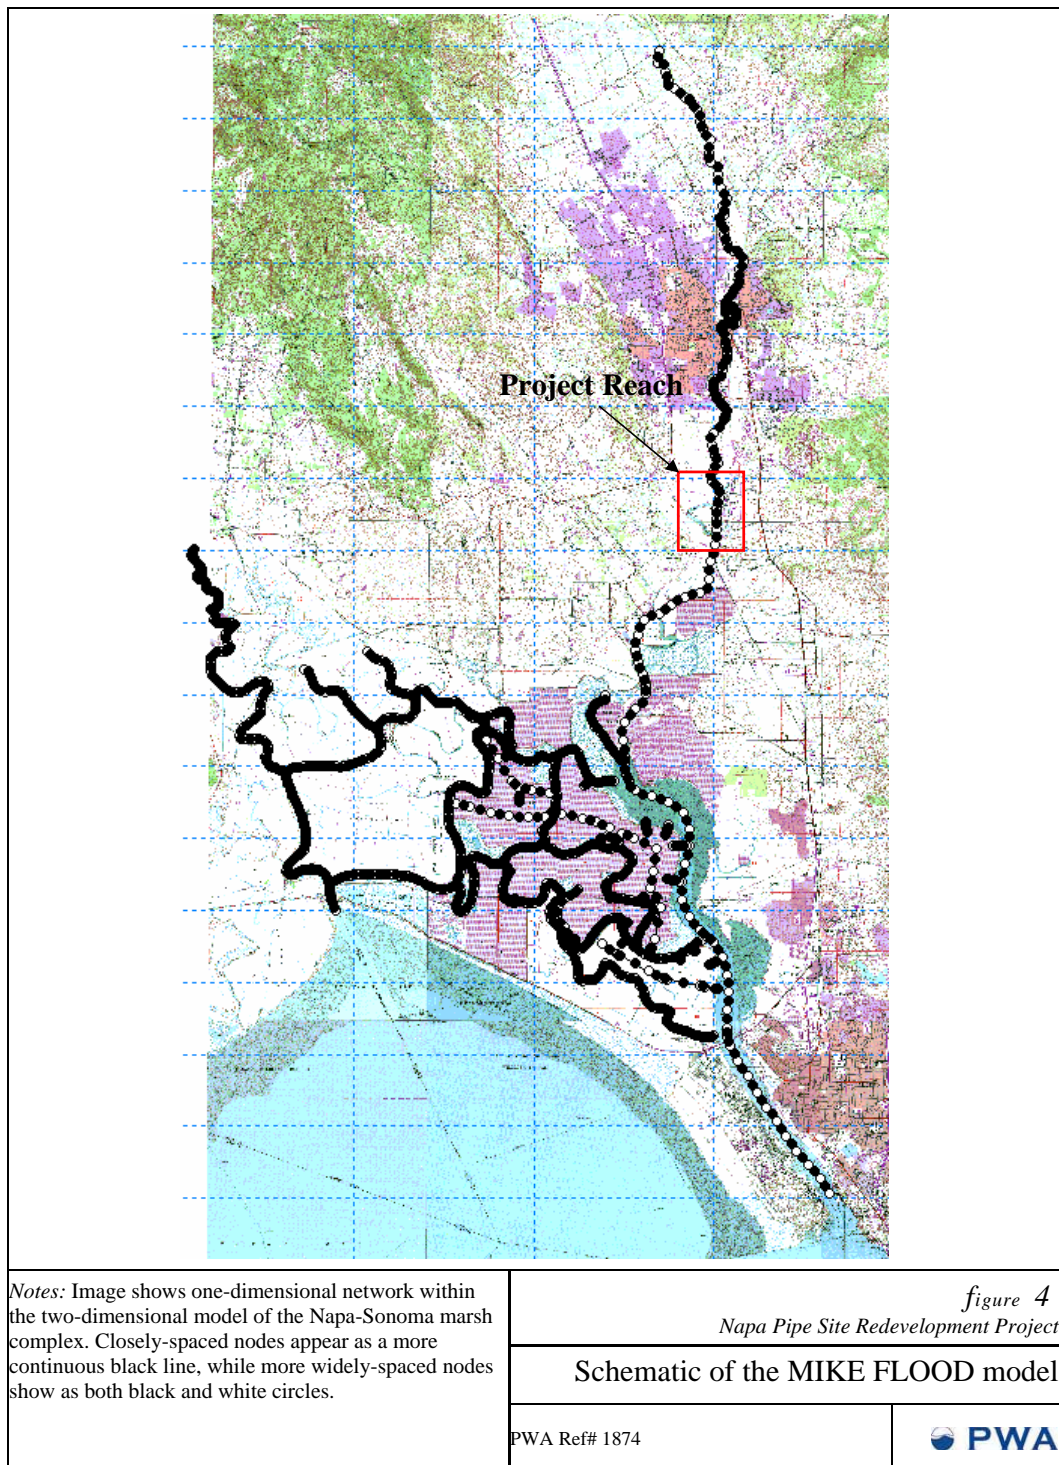 Project Reach
Notes: Image shows one-dimensional network within
the two-dimensional model of the Napa-Sonoma marsh
complex. Closely-spaced nodes appear as a more
continuous black line, while more widely-spaced nodes
show as both black and white circles.
figure 4
Napa Pipe Site Redevelopment Project
Schematic of the MIKE FLOOD model
PWA Ref# 1874
PWA